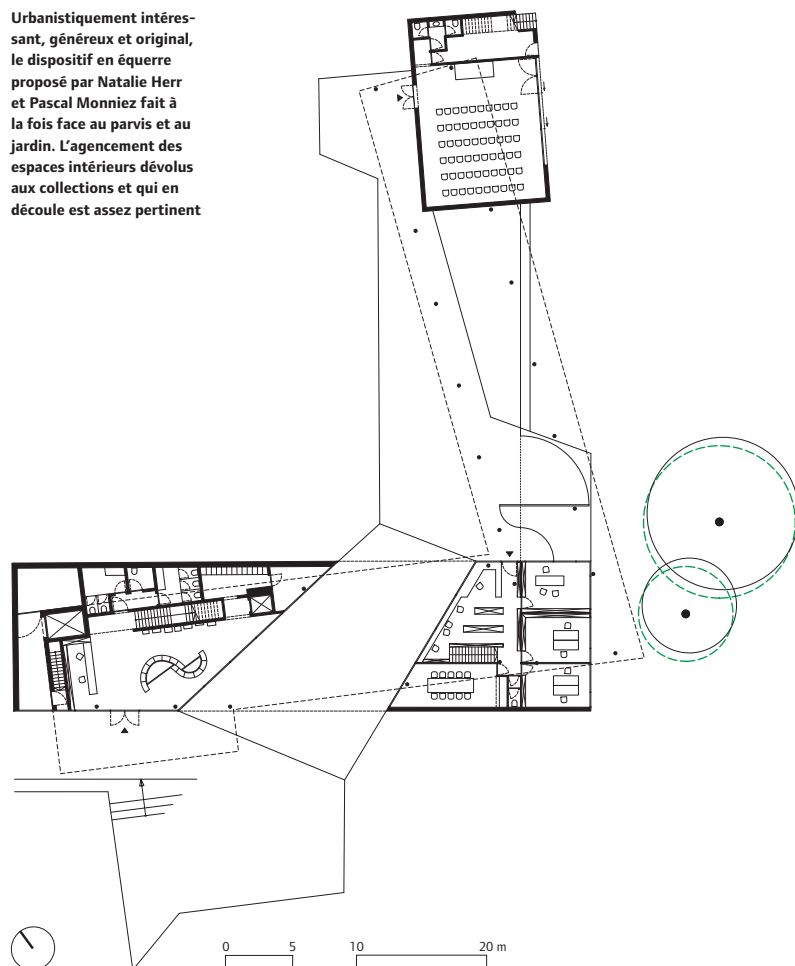 Urbanistiquement intéres-
sant, généreux et original,
le dispositif en équerre
proposé par Natalie Herr
et Pascal Monniez fait à
la fois face au parvis et au
jardin. L’agencement des
espaces intérieurs dévolus
aux collections et qui en
découle est assez pertinent
0 5 10 20 m